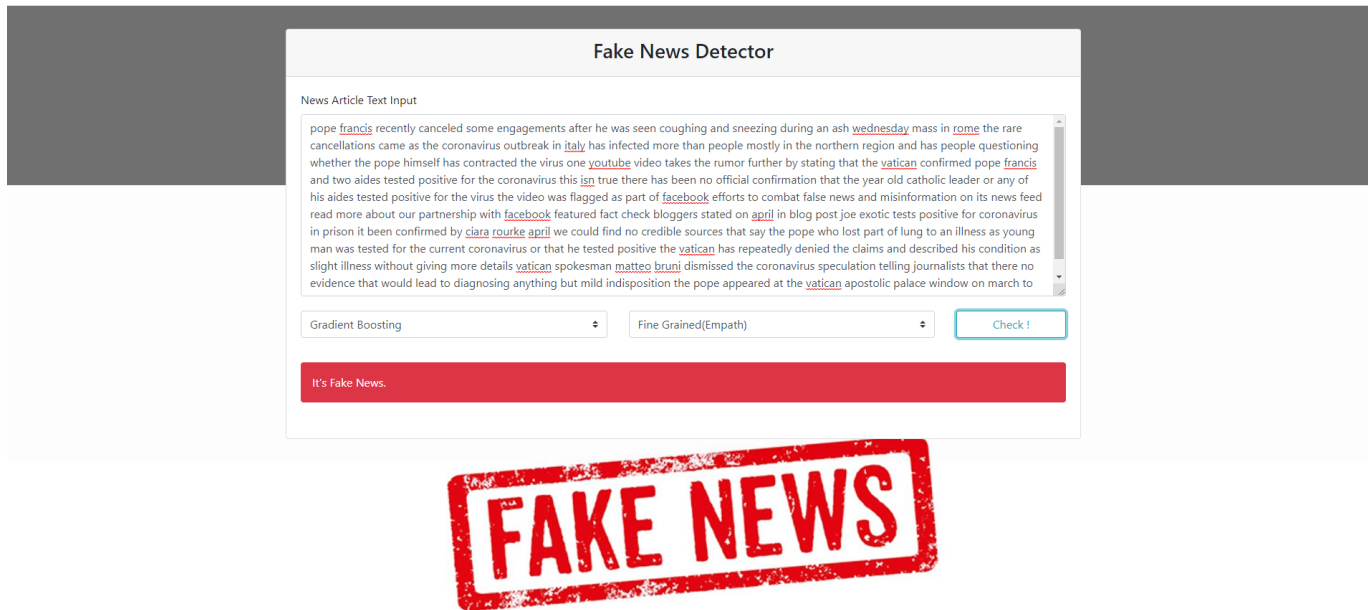 Fake News Detector
News Article Text Input
pope francis recently canceled some engagements after he was seen coughing and sneezing during an ash wednesday mass in rome the rare
cancellations came as the coronavirus outbreak in italy has infected more than people mostly in the northern region and has people questioning
whether the pope himself has contracted the virus one youtube video takes the rumor further by stating that the vatican confirmed pope francis
and two aides tested positive for the coronavirus this isn true there has been no official confirmation that the year old catholic leader or any of
his aides tested positive for the virus the video was flagged as part of facebook efforts to combat false news and misinformation on its news feed
read more about our partnership with facebook featured fact check bloggers stated on april in blog post joe exotic tests positive for coronavirus
in prison it been confirmed by ciara rourke april we could find no credible sources that say the pope who lost part of lung to an illness as young
man was tested for the current coronavirus or that he tested positive the vatican has repeatedly denied the claims and described his condition as
slight illness without giving more details vatican spokesman matteo bruni dismissed the coronavirus speculation telling journalists that there no
evidence that would lead to diagnosing anything but mild indisposition the pope appeared at the vatican apostolic palace window on march to
Gradient Boosting
Fine Grained(Empath)
Check !
It's Fake News.
FAKE NEWS